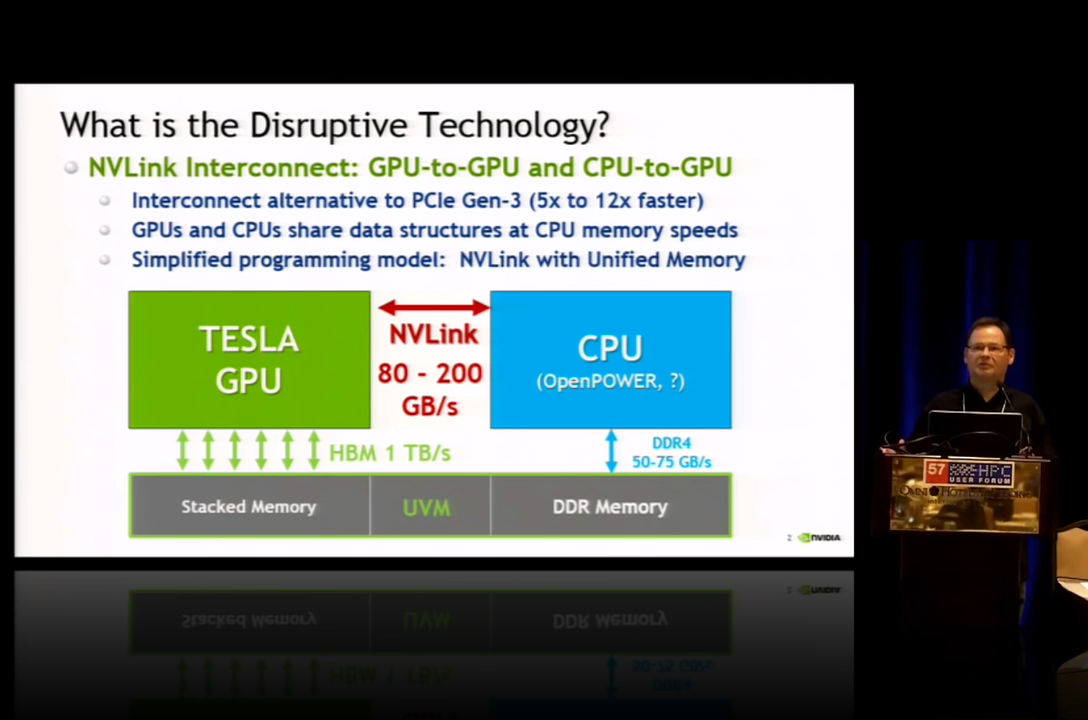 What is the Disruptive Technology?
NVLink Interconnect: GPU-to-GPU and CPU-to-GPU
Interconnect alternative to PCIe Gen-3 (5x to 12x faster)
GPUs and CPUs share data structures at CPU memory speeds
Simplified programming model: NVLink with Unified Memory
TESLA
GPU
NVLink
80 - 200
GB/s
CPU
(OpenPOWER, ?)
HBM 1 TB/s
DDR4
50-75 GB/s
Stacked Memory
UVM
DDR Memory
2
NVIDIA
57
HPC
USER FORUM